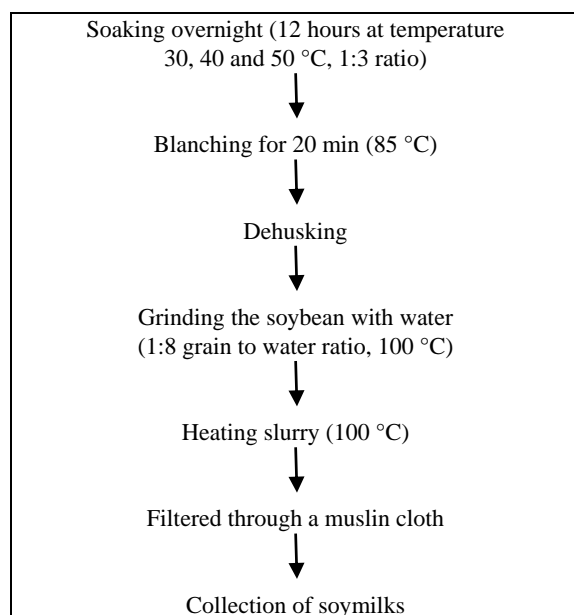 Soaking overnight (12 hours at temperature
30, 40 and 50 °C, 1:3 ratio)
Blanching for 20 min (85 °C)
Dehusking
Grinding the soybean with water
(1:8 grain to water ratio, 100 °C)
Heating slurry (100 °C)
Filtered through a muslin cloth
Collection of soymilks